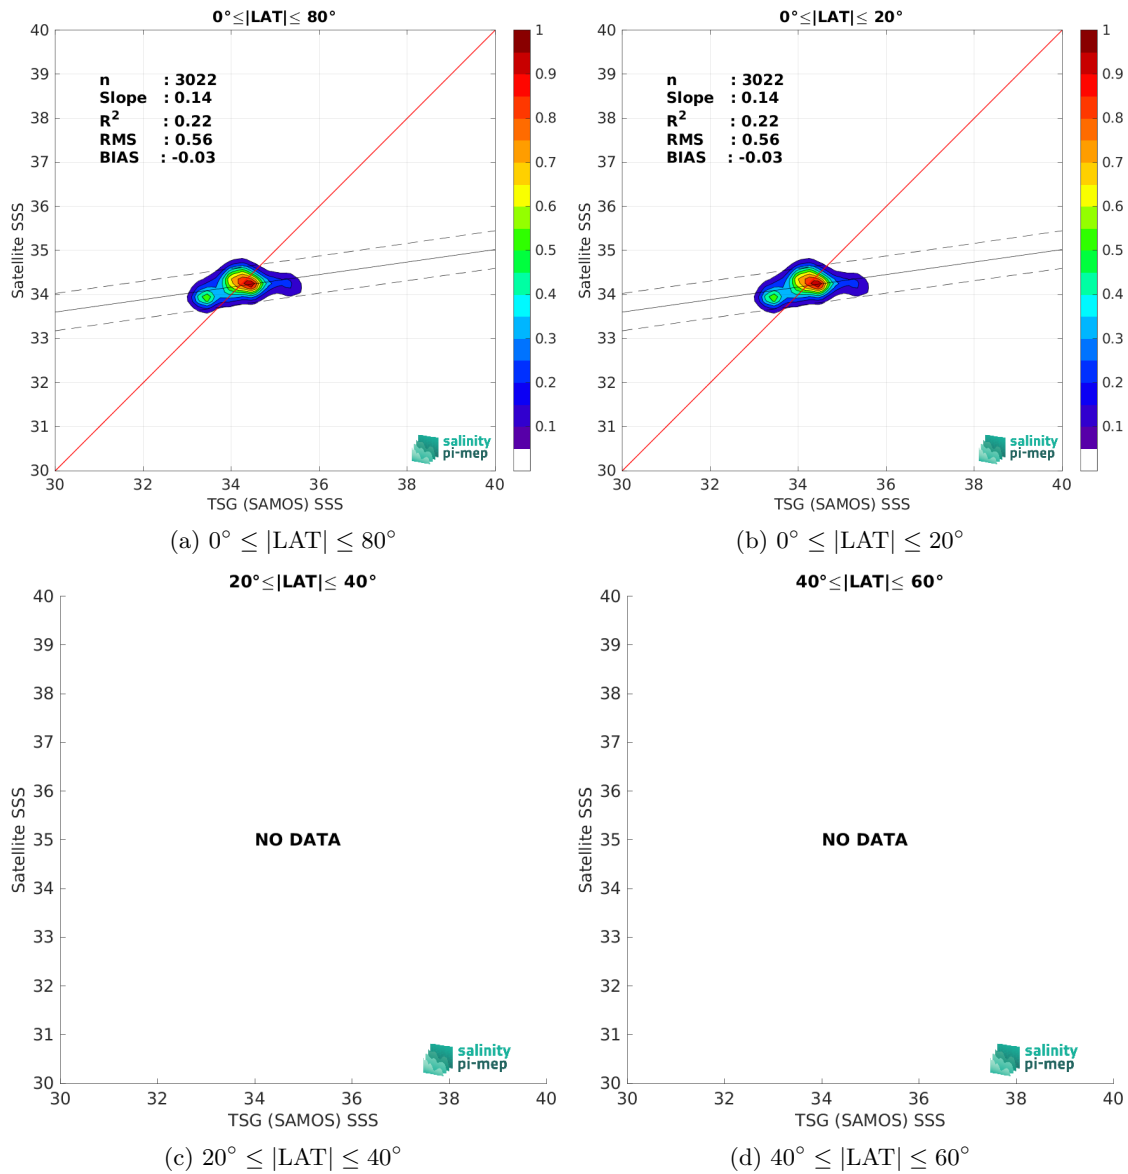 0°≤|LAT|≤ 80°
n : 3022
Slope : 0.14
R² : 0.22
RMS : 0.56
BIAS : -0.03
Satellite SSS
40
39
38
37
36
35
34
33
32
31
30
30 32 34 36 38 40
TSG (SAMOS) SSS
1
0.9
0.8
0.7
0.6
0.5
0.4
0.3
0.2
0.1
salinity
pi-mep
(a) 0° ≤ |LAT| ≤ 80°
0°≤|LAT|≤ 20°
n : 3022
Slope : 0.14
R² : 0.22
RMS : 0.56
BIAS : -0.03
Satellite SSS
40
39
38
37
36
35
34
33
32
31
30
30 32 34 36 38 40
TSG (SAMOS) SSS
1
0.9
0.8
0.7
0.6
0.5
0.4
0.3
0.2
0.1
salinity
pi-mep
(b) 0° ≤ |LAT| ≤ 20°
20°≤|LAT|≤ 40°
Satellite SSS
40
39
38
37
36
35
34
33
32
31
30
NO DATA
30 32 34 36 38 40
TSG (SAMOS) SSS
salinity
pi-mep
(c) 20° ≤ |LAT| ≤ 40°
40°≤|LAT|≤ 60°
Satellite SSS
40
39
38
37
36
35
34
33
32
31
30
NO DATA
30 32 34 36 38 40
TSG (SAMOS) SSS
salinity
pi-mep
(d) 40° ≤ |LAT| ≤ 60°